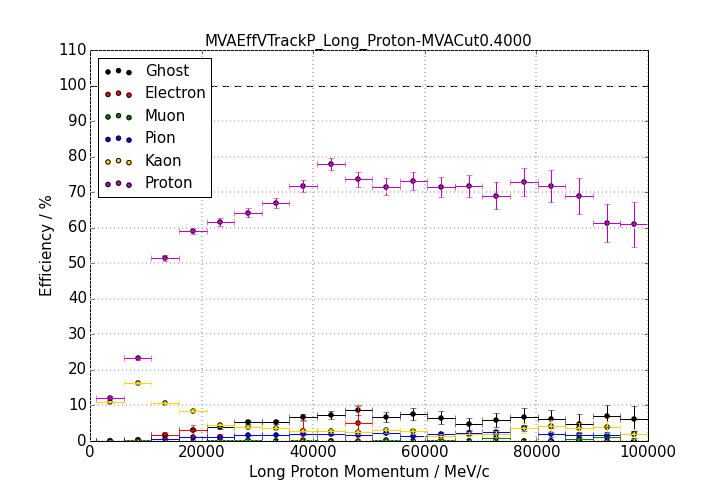 MVAEffVTrackP_Long_Proton-MVACut0.4000
110
100
90
80
70
60
50
40
30
20
10
0
Efficiency / %
Ghost
Electron
Muon
Pion
Kaon
Proton
0 20000 40000 60000 80000 100000
Long Proton Momentum / MeV/c